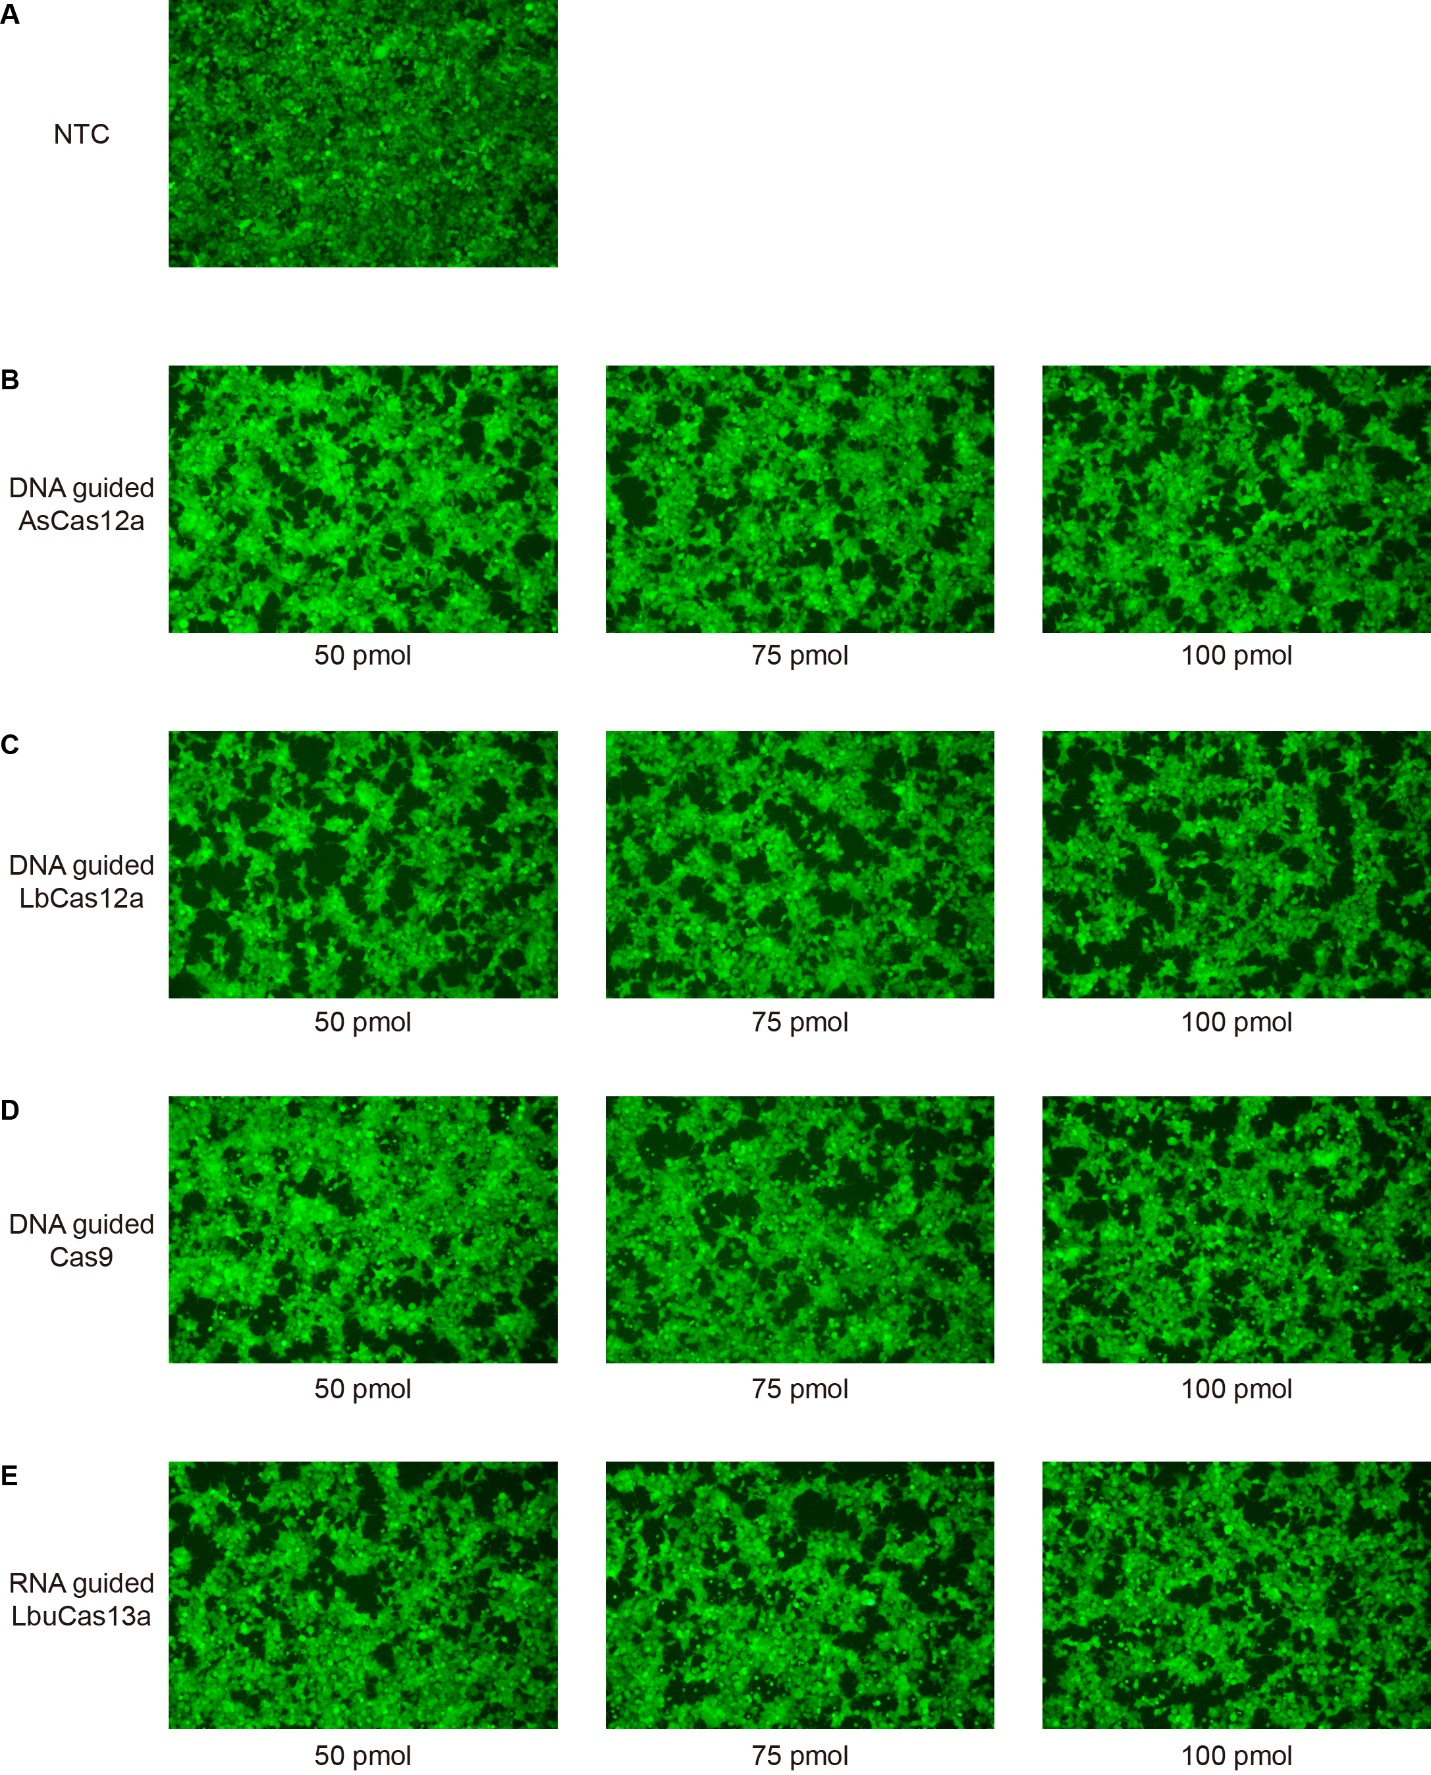 A
NTC
B
DNA guided
AsCas12a
50 pmol
75 pmol
100 pmol
C
DNA guided
LbCas12a
50 pmol
75 pmol
100 pmol
D
DNA guided
Cas9
50 pmol
75 pmol
100 pmol
E
RNA guided
LbuCas13a
50 pmol
75 pmol
100 pmol